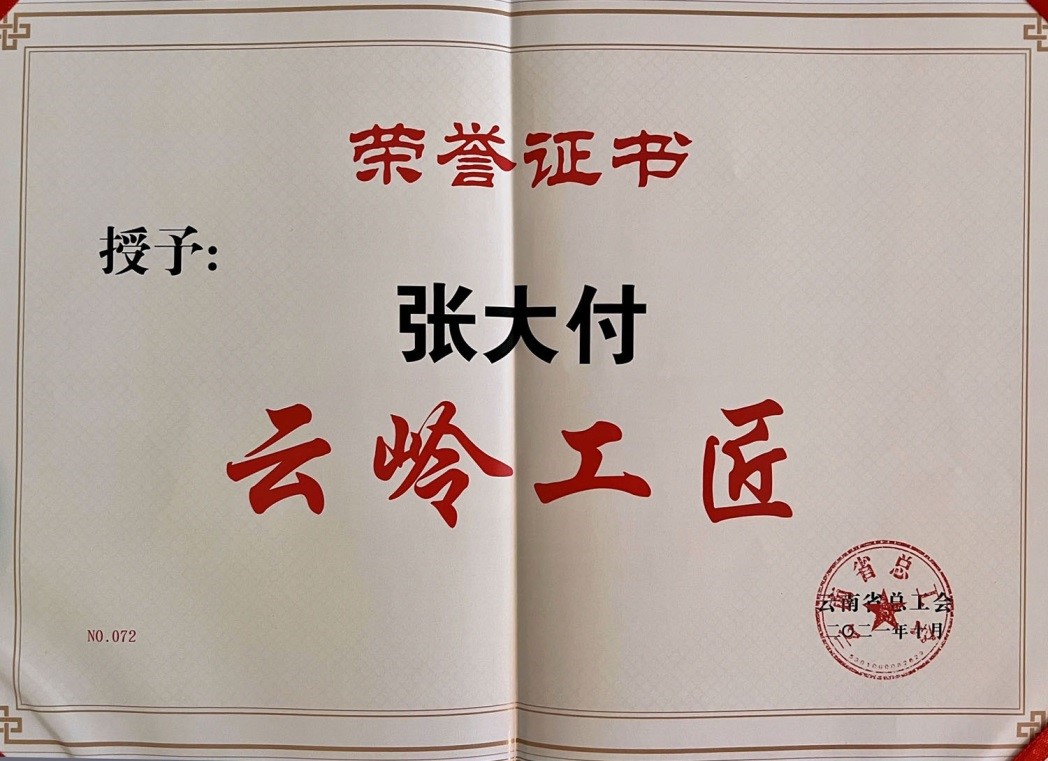 荣誉证书
授予:
张大付
云岭工匠
云南省总工会
二〇二一年十月
NO.072